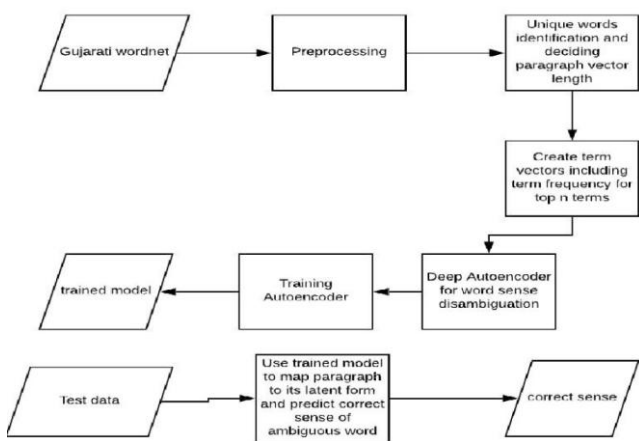 Gujarati wordnet
Preprocessing
Unique words
identification and
deciding
paragraph vector
length
Create term
vectors including
term frequency for
top n terms
Deep Autoencoder
for word sense
disambiguation
Training
Autoencoder
trained model
Test data
Use trained model
to map paragraph
to its latent form
and predict correct
sense of
ambiguous word
correct sense